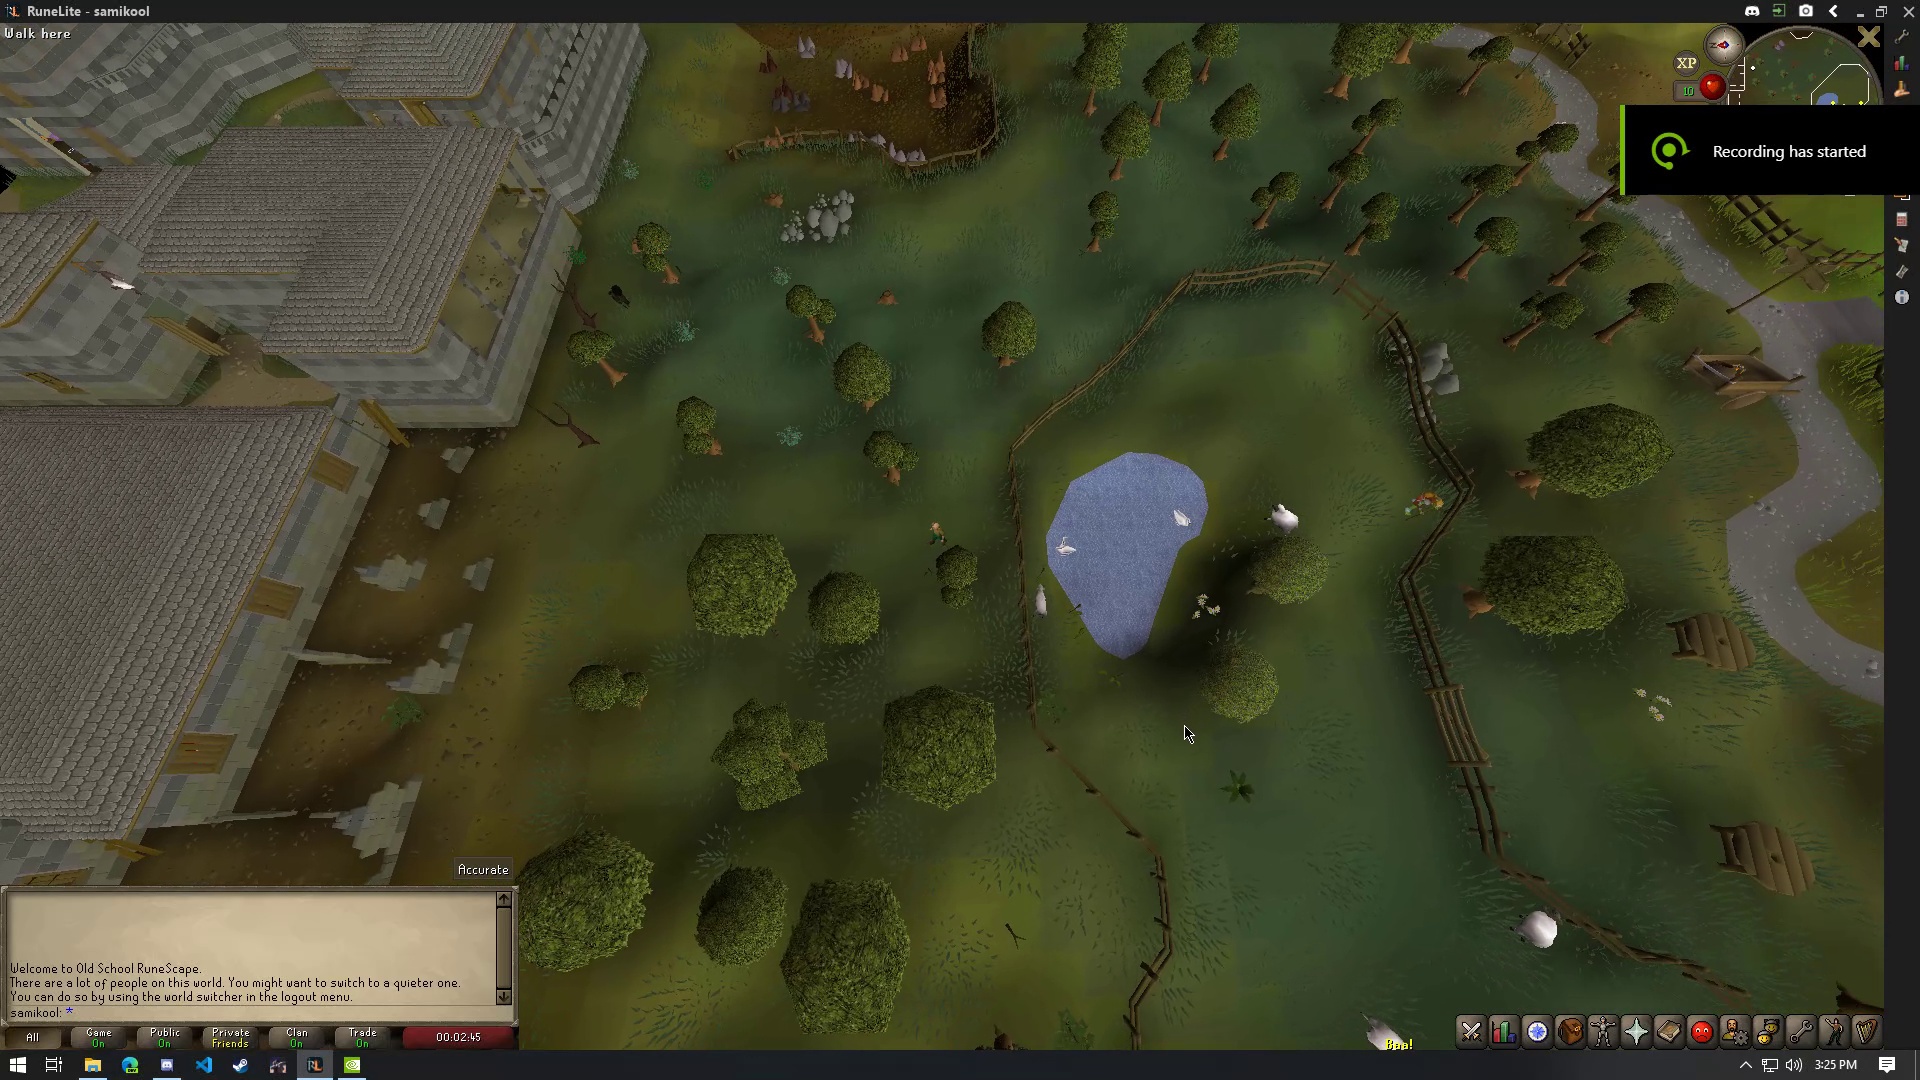 RuneLite - samikool
Walk here
XP
10
Recording has started
Accurate
Welcome to Old School RuneScape.
There are a lot of people on this world. You might want to switch to a quieter one.
You can do so by using the world switcher in the logout menu.
samikool: *
All
Game
On
Public
On
Private
Friends
Clan
On
Trade
On
00:02:45
Baa!
3:25 PM